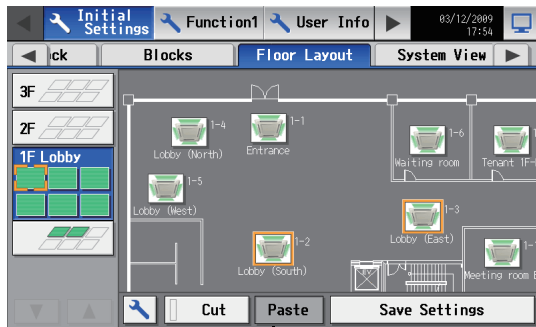 Initial
Settings
Function1
User Info
03/12/2009
17:54
ck
Blocks
Floor Layout
System View
3F
2F
1F Lobby
1-4
Lobby (North)
1-1
Entrance
1-6
Waiting room
Tenant 1F-
1-5
Lobby (West)
1-3
Lobby (East)
1-2
Lobby (South)
1-
Meeting room
Cut
Paste
Save Settings